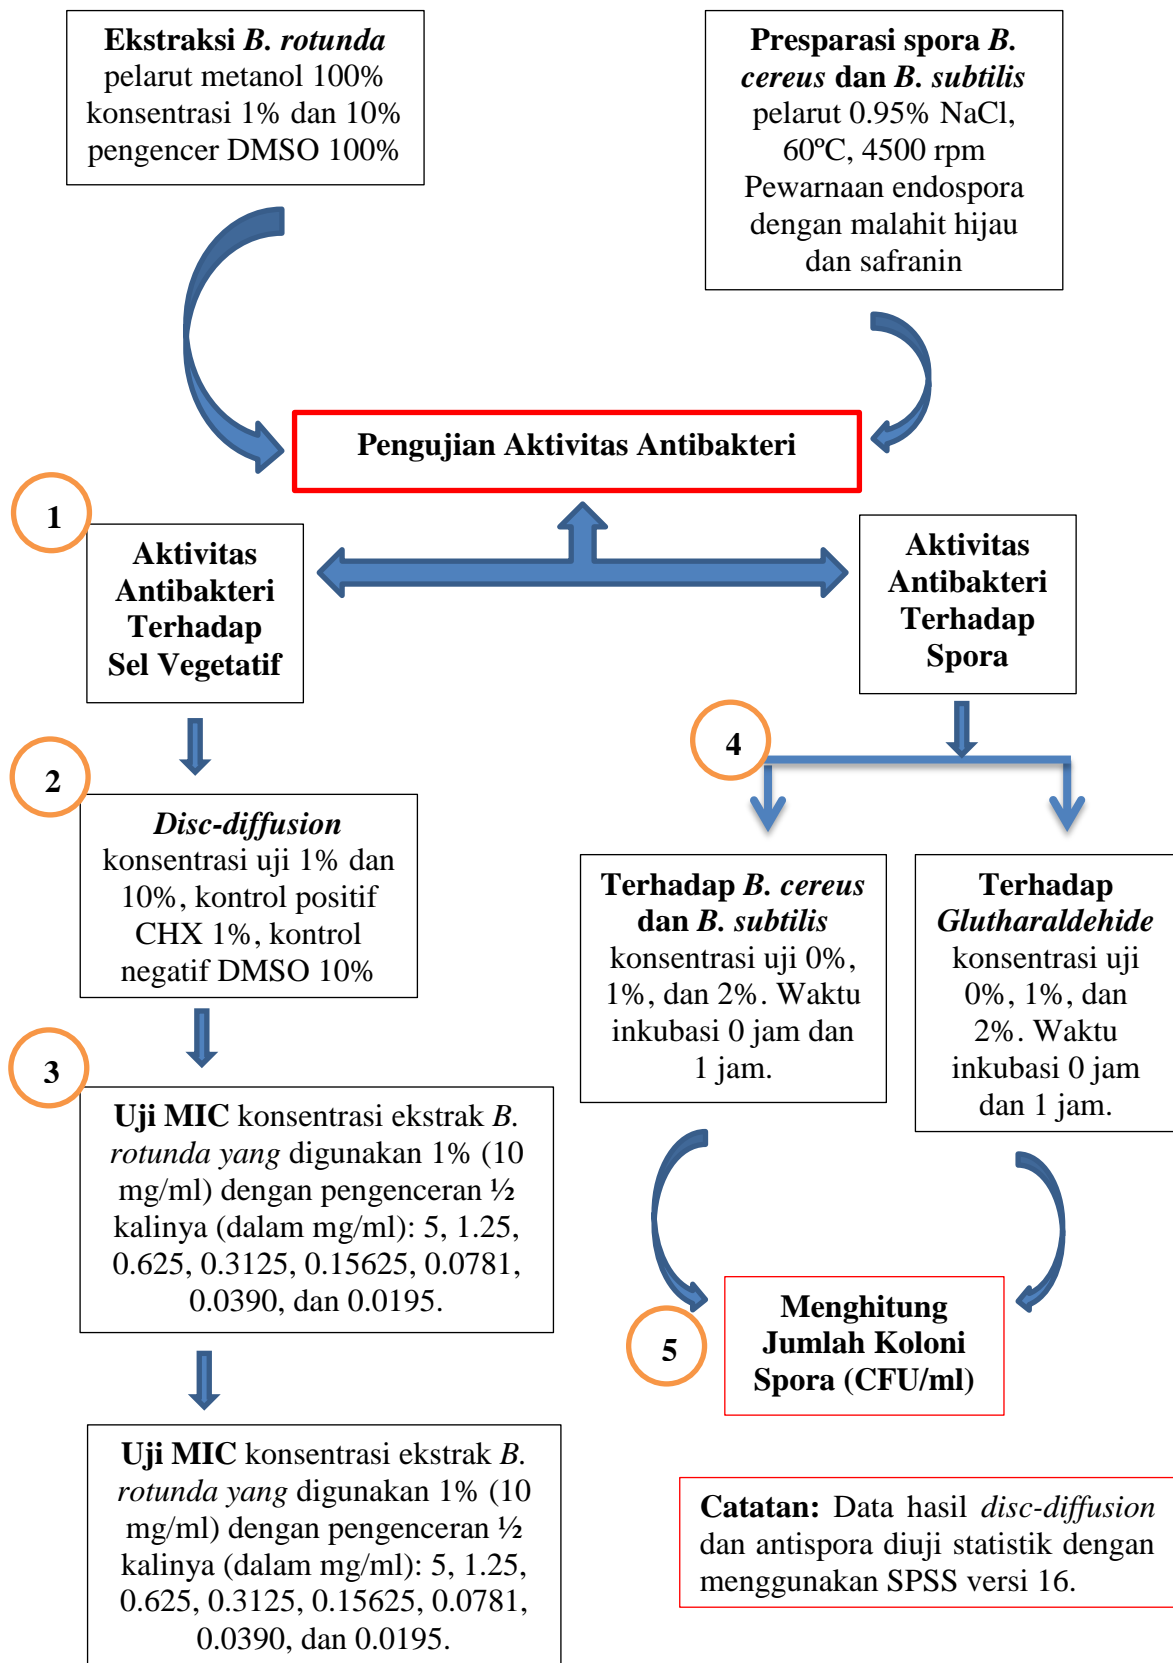 Ekstraksi B. rotunda
pelarut metanol 100%
konsentrasi 1% dan 10%
pengencer DMSO 100%
Presparasi spora B.
cereus dan B. subtilis
pelarut 0.95% NaCl,
60ºC, 4500 rpm
Pewarnaan endospora
dengan malahit hijau
dan safranin
Pengujian Aktivitas Antibakteri
1
Aktivitas
Antibakteri
Terhadap
Sel Vegetatif
Aktivitas
Antibakteri
Terhadap
Spora
2
Disc-diffusion
konsentrasi uji 1% dan
10%, kontrol positif
CHX 1%, kontrol
negatif DMSO 10%
4
Terhadap B. cereus
dan B. subtilis
konsentrasi uji 0%,
1%, dan 2%. Waktu
inkubasi 0 jam dan
1 jam.
Terhadap
Glutharaldehide
konsentrasi uji
0%, 1%, dan
2%. Waktu
inkubasi 0 jam
dan 1 jam.
3
Uji MIC konsentrasi ekstrak B.
rotunda yang digunakan 1% (10
mg/ml) dengan pengenceran ½
kalinya (dalam mg/ml): 5, 1.25,
0.625, 0.3125, 0.15625, 0.0781,
0.0390, dan 0.0195.
5
Menghitung
Jumlah Koloni
Spora (CFU/ml)
Uji MIC konsentrasi ekstrak B.
rotunda yang digunakan 1% (10
mg/ml) dengan pengenceran ½
kalinya (dalam mg/ml): 5, 1.25,
0.625, 0.3125, 0.15625, 0.0781,
0.0390, dan 0.0195.
Catatan: Data hasil disc-diffusion
dan antispora diuji statistik dengan
menggunakan SPSS versi 16.